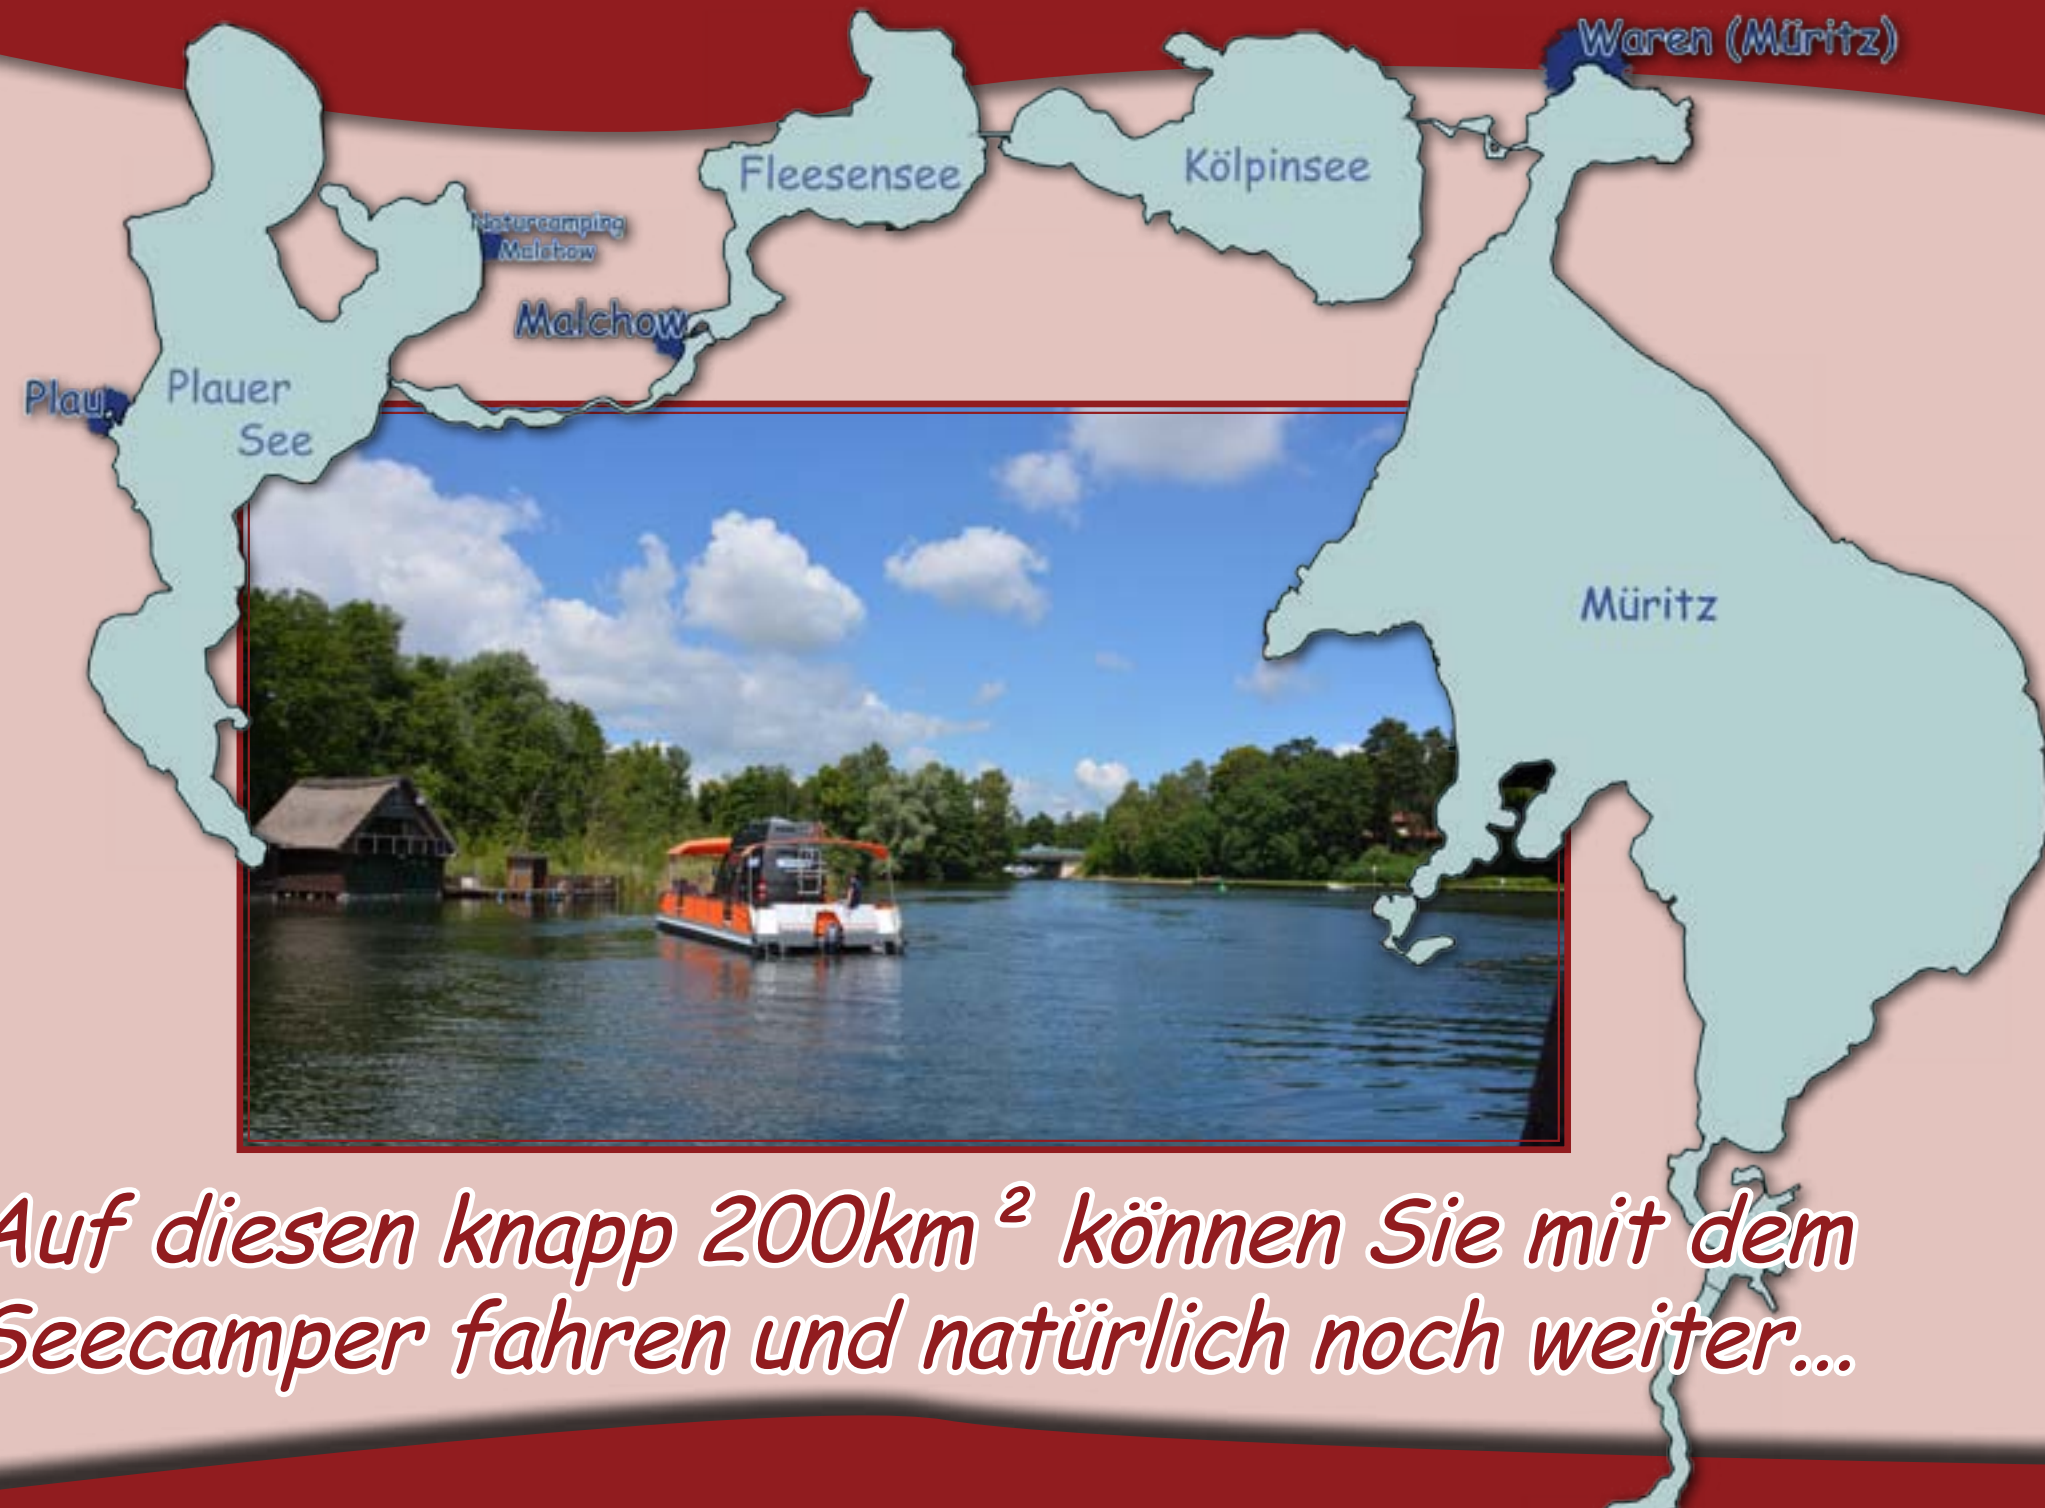 Waren (Müritz)
Fleesensee
Kölpinsee
Naturcamping
Malchow
Malchow
Plau
Plauer
See
Müritz
Auf diesen knapp 200km² können Sie mit dem
Seecamper fahren und natürlich noch weiter...